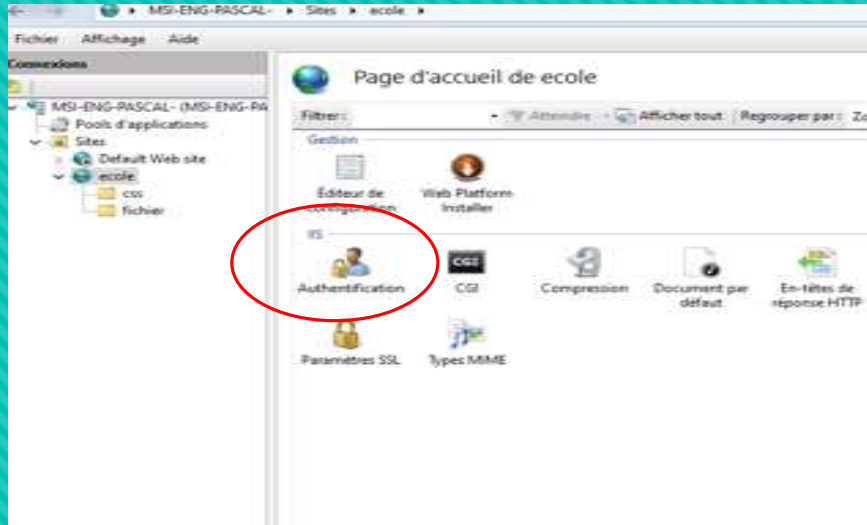 MSI-ENG-PASCAL- ▸ Sites ▸ ecole ▸
Fichier Affichage Aide
Connexions
MSI-ENG-PASCAL- (MSI-ENG-PA
Pools d'applications
Sites
Default Web site
ecole
css
fichier
Page d'accueil de ecole
Filtrer : Atteindre Afficher tout Regrouper par : Zo
Gestion
Éditeur de configuration
Web Platform Installer
IIS
Authentification
CGI
Compression
Document par défaut
En-têtes de réponse HTTP
Paramètres SSL
Types MIME